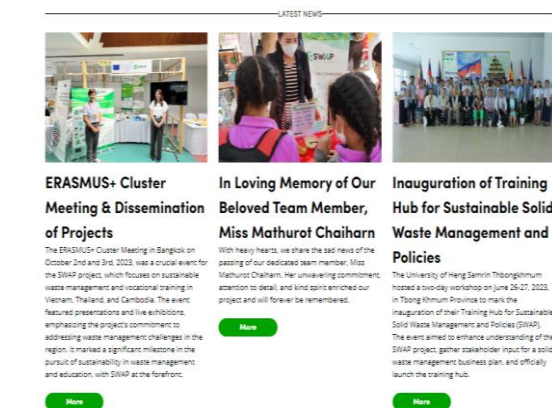 LATEST NEWS
SWAP
ERASMUS+ Cluster
Meeting & Dissemination
of Projects
The ERASMUS+ Cluster Meeting in Bangkok on
October 2nd and 3rd, 2023, was a crucial event for
the SWAP project, which focuses on sustainable
waste management and vocational training in
Vietnam, Thailand, and Cambodia. The event
featured presentations and live exhibitions,
emphasizing the project's commitment to
addressing waste management challenges in the
region. It marked a significant milestone in the
pursuit of sustainability in waste management
and education, with SWAP at the forefront.
More
In Loving Memory of Our
Beloved Team Member,
Miss Mathurot Chaiharn
With heavy hearts, we share the sad news of the
passing of our dedicated team member, Miss
Mathurot Chaiharn. Her unwavering commitment,
attention to detail, and kind spirit enriched our
project and will forever be remembered.
More
Inauguration of Training
Hub for Sustainable Solid
Waste Management and
Policies
The University of Heng Samrin Thbongkhmum
hosted a two-day workshop on June 26-27, 2023,
in Tbong Khmum Province to mark the
inauguration of their Training Hub for Sustainable
Solid Waste Management and Policies (SWAP).
The event aimed to enhance understanding of the
SWAP project, gather stakeholder input for a solid
waste management business plan, and officially
launch the training hub.
More